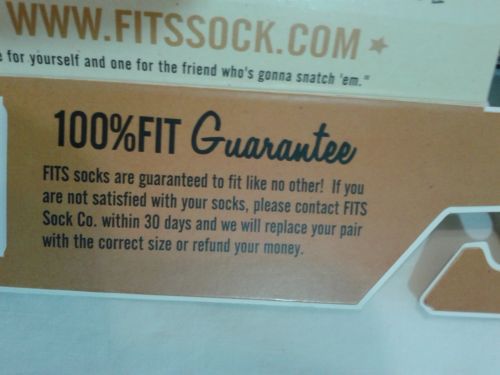 WWW.FITSSOCK.COM
for yourself and one for the friend who's gonna snatch 'em."
100%FIT Guarantee
FITS socks are guaranteed to fit like no other! If you
are not satisfied with your socks, please contact FITS
Sock Co. within 30 days and we will replace your pair
with the correct size or refund your money.